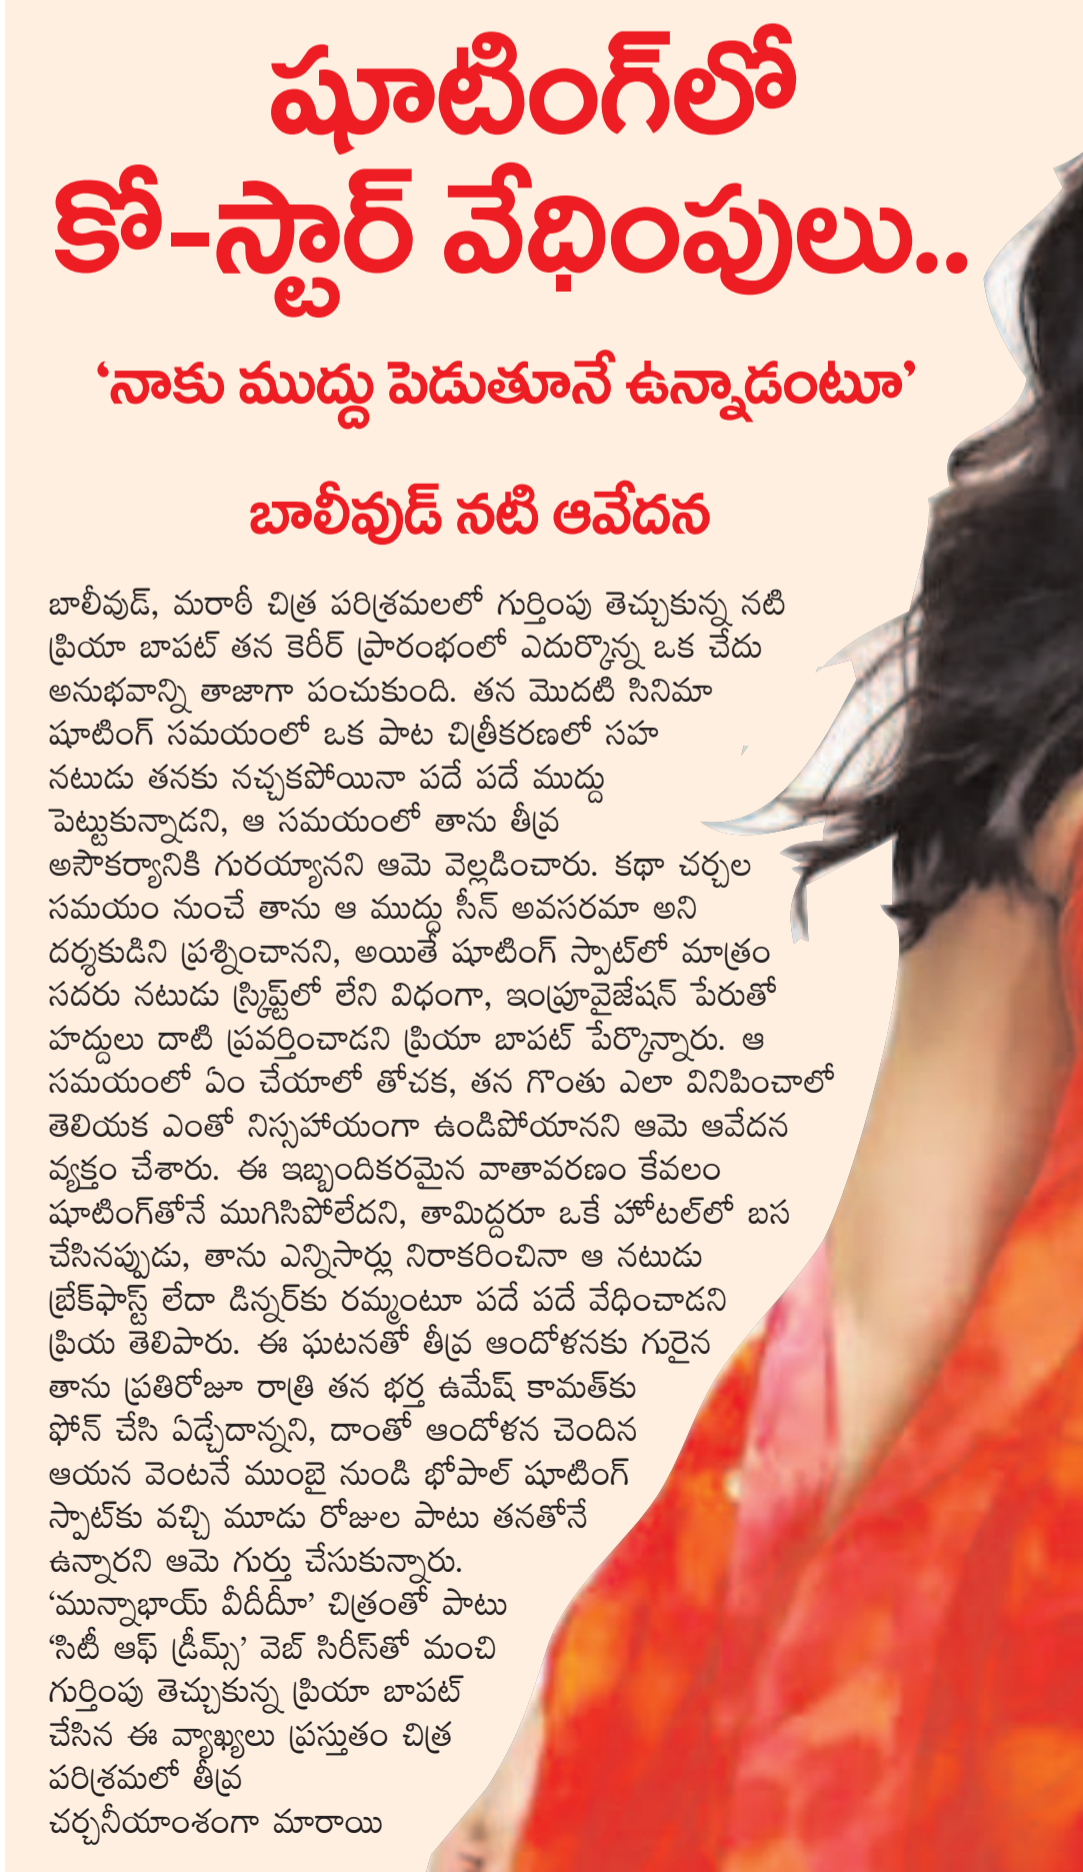 షూటింగ్‌లో
కో-స్టార్ వేధింపులు..
‘నాకు ముద్దు పెడుతూనే ఉన్నాడంటూ’
బాలీవుడ్ నటి ఆవేదన
బాలీవుడ్, మరాఠీ చిత్ర పరిశ్రమలలో గుర్తింపు తెచ్చుకున్న నటి
ప్రియా బాపట్ తన కెరీర్ ప్రారంభంలో ఎదుర్కొన్న ఒక చేదు
అనుభవాన్ని తాజాగా పంచుకుంది. తన మొదటి సినిమా
షూటింగ్ సమయంలో ఒక పాట చిత్రీకరణలో సహ
నటుడు తనకు నచ్చకపోయినా పదే పదే ముద్దు
పెట్టుకున్నాడని, ఆ సమయంలో తాను తీవ్ర
అసౌకర్యానికి గురయ్యానని ఆమె వెల్లడించారు. కథా చర్చల
సమయం నుంచే తాను ఆ ముద్దు సీన్ అవసరమా అని
దర్శకుడిని ప్రశ్నించానని, అయితే షూటింగ్ స్పాట్‌లో మాత్రం
సదరు నటుడు స్క్రిప్ట్‌లో లేని విధంగా, ఇంప్రూవైజేషన్ పేరుతో
హద్దులు దాటి ప్రవర్తించాడని ప్రియా బాపట్ పేర్కొన్నారు. ఆ
సమయంలో ఏం చేయాలో తోచక, తన గొంతు ఎలా వినిపించాలో
తెలియక ఎంతో నిస్సహాయంగా ఉండిపోయానని ఆమె ఆవేదన
వ్యక్తం చేశారు. ఈ ఇబ్బందికరమైన వాతావరణం కేవలం
షూటింగ్‌తోనే ముగిసిపోలేదని, తామిద్దరూ ఒకే హోటల్‌లో బస
చేసినప్పుడు, తాను ఎన్నిసార్లు నిరాకరించినా ఆ నటుడు
బ్రేక్‌ఫాస్ట్ లేదా డిన్నర్‌కు రమ్మంటూ పదే పదే వేధించాడని
ప్రియ తెలిపారు. ఈ ఘటనతో తీవ్ర ఆందోళనకు గురైన
తాను ప్రతిరోజూ రాత్రి తన భర్త ఉమేష్ కామత్‌కు
ఫోన్ చేసి ఏడ్చేదాన్నని, దాంతో ఆందోళన చెందిన
ఆయన వెంటనే ముంబై నుండి భోపాల్ షూటింగ్
స్పాట్‌కు వచ్చి మూడు రోజుల పాటు తనతోనే
ఉన్నారని ఆమె గుర్తు చేసుకున్నారు.
‘మున్నాభాయ్ వీదీదీూ’ చిత్రంతో పాటు
‘సిటీ ఆఫ్ డ్రీమ్స్’ వెబ్ సిరీస్‌తో మంచి
గుర్తింపు తెచ్చుకున్న ప్రియా బాపట్
చేసిన ఈ వ్యాఖ్యలు ప్రస్తుతం చిత్ర
పరిశ్రమలో తీవ్ర
చర్చనీయాంశంగా మారాయి